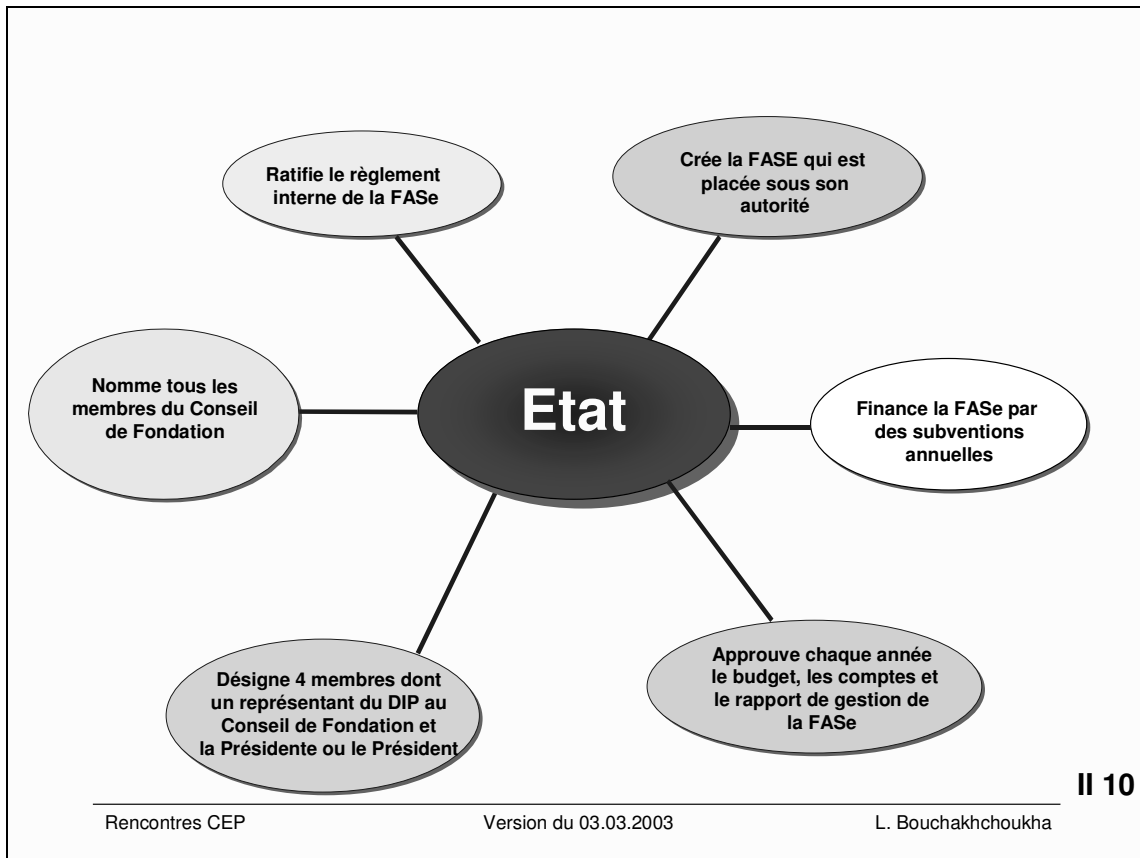 Ratifie le règlement
interne de la FASe
Crée la FASE qui est
placée sous son
autorité
Nomme tous les
membres du Conseil
de Fondation
Etat
Finance la FASe par
des subventions
annuelles
Désigne 4 membres dont
un représentant du DIP au
Conseil de Fondation et
la Présidente ou le Président
Approuve chaque année
le budget, les comptes et
le rapport de gestion de
la FASe
II 10
Rencontres CEP
Version du 03.03.2003
L. Bouchakhchoukha